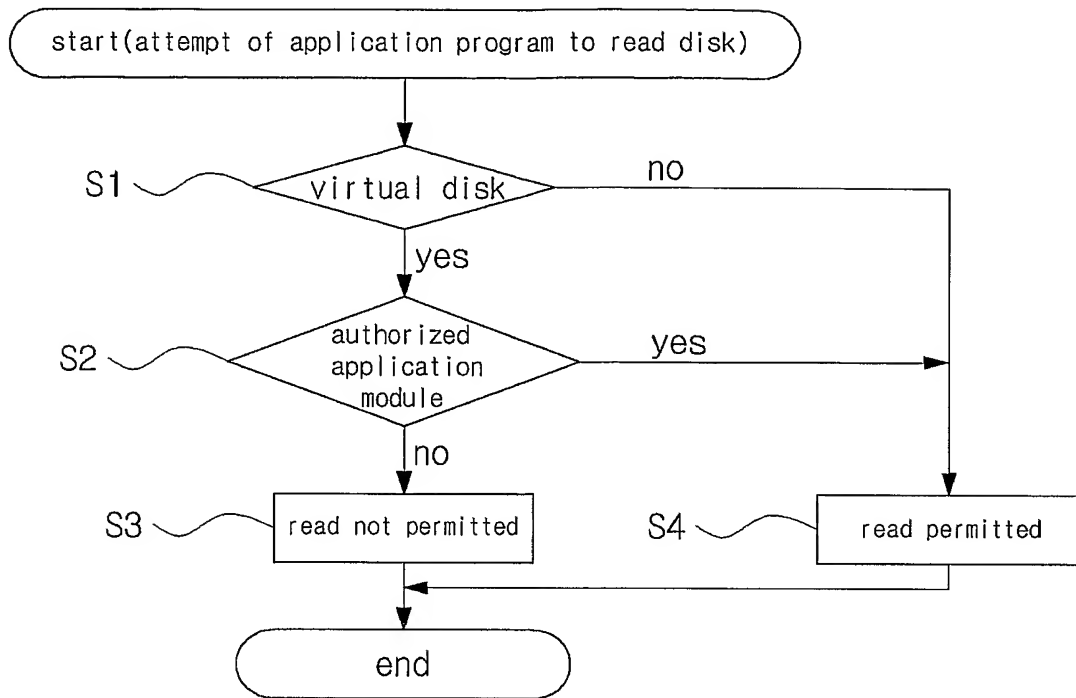 start(attempt of application program to read disk)
S1
virtual disk
no
yes
S2
authorized
application
module
yes
no
S3
read not permitted
S4
read permitted
end